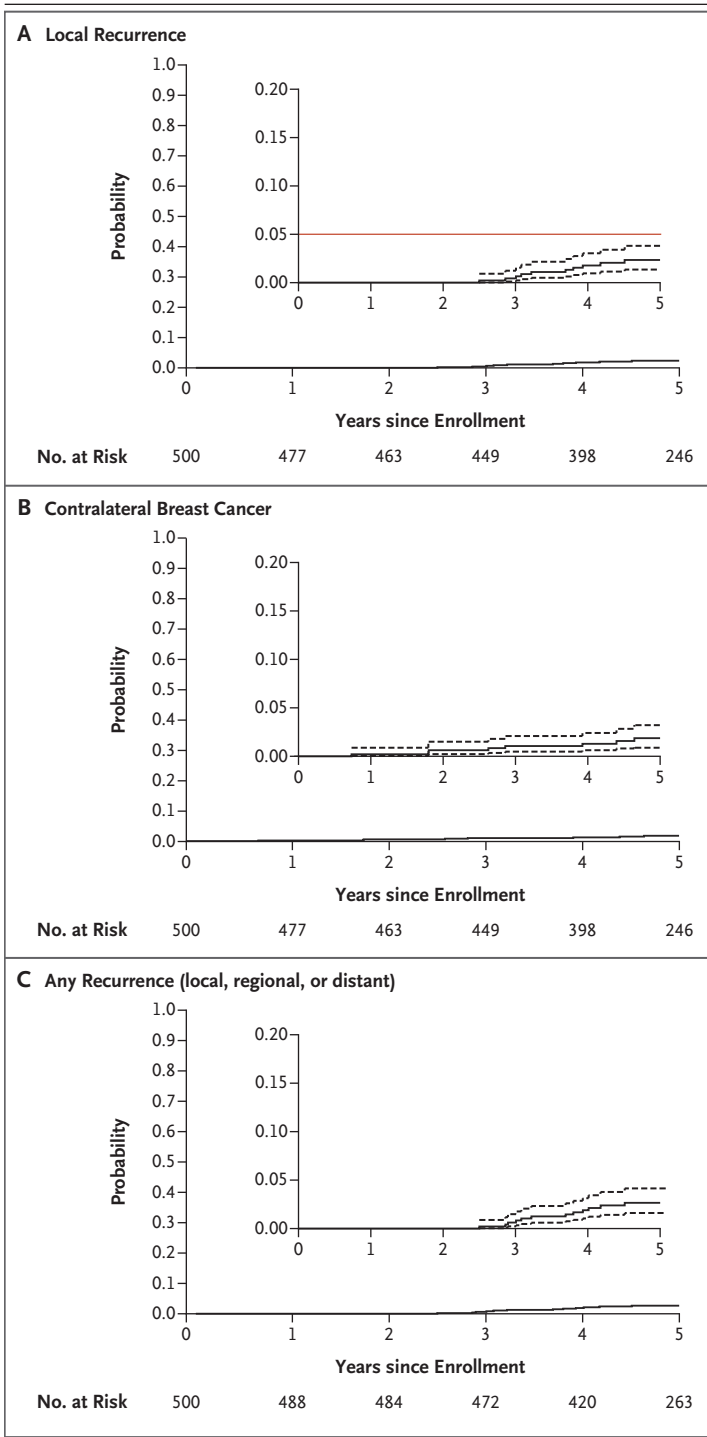 A Local Recurrence
1.0
0.9
0.8
0.7
0.6
0.5
0.4
0.3
0.2
0.1
0.0
Probability
0.20
0.15
0.10
0.05
0.00
0 1 2 3 4 5
0 1 2 3 4 5
Years since Enrollment
No. at Risk 500 477 463 449 398 246
B Contralateral Breast Cancer
1.0
0.9
0.8
0.7
0.6
0.5
0.4
0.3
0.2
0.1
0.0
Probability
0.20
0.15
0.10
0.05
0.00
0 1 2 3 4 5
0 1 2 3 4 5
Years since Enrollment
No. at Risk 500 477 463 449 398 246
C Any Recurrence (local, regional, or distant)
1.0
0.9
0.8
0.7
0.6
0.5
0.4
0.3
0.2
0.1
0.0
Probability
0.20
0.15
0.10
0.05
0.00
0 1 2 3 4 5
0 1 2 3 4 5
Years since Enrollment
No. at Risk 500 488 484 472 420 263